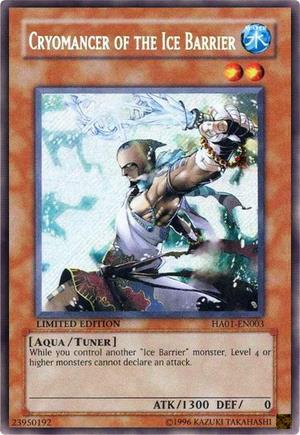 CRYOMANCER OF THE ICE BARRIER
WATER
水
LIMITED EDITION
HA01-EN003
[AQUA / TUNER]
While you control another "Ice Barrier" monster, Level 4 or
higher monsters cannot declare an attack.
ATK/1300 DEF/ 0
23950192
©1996 KAZUKI TAKAHASHI